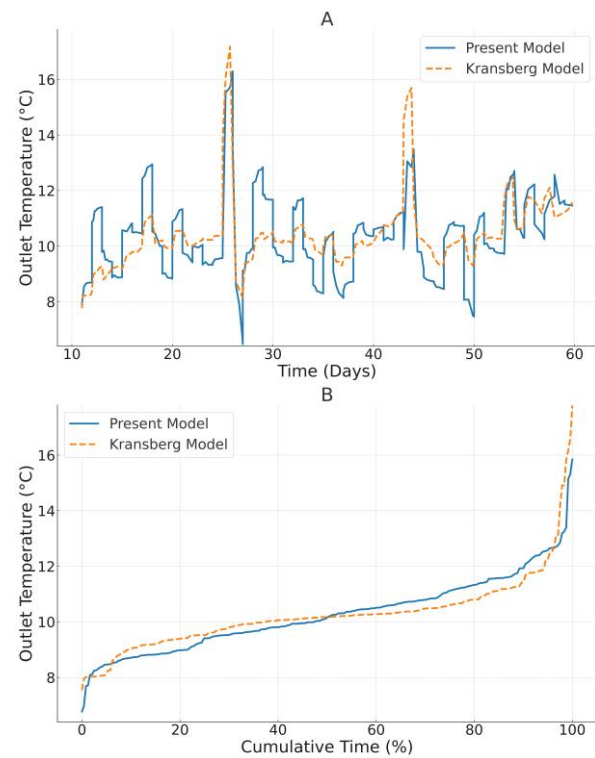 A
Present Model
Kransberg Model
Outlet Temperature (°C)
16
14
12
10
8
10 20 30 40 50 60
Time (Days)
B
Present Model
Kransberg Model
Outlet Temperature (°C)
16
14
12
10
8
0 20 40 60 80 100
Cumulative Time (%)